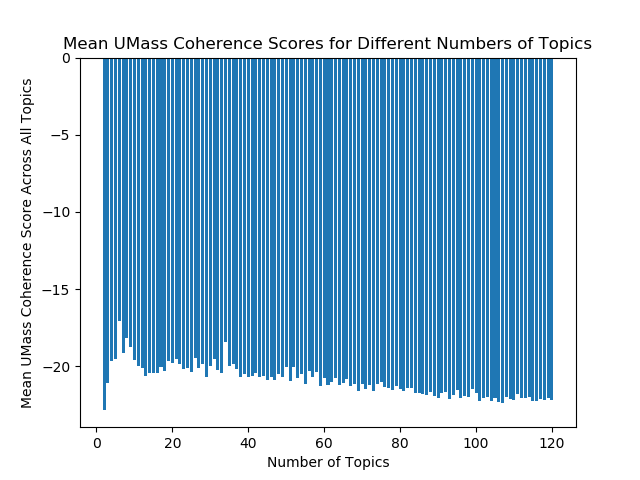 Mean UMass Coherence Scores for Different Numbers of Topics
Mean UMass Coherence Score Across All Topics
0
−5
−10
−15
−20
0 20 40 60 80 100 120
Number of Topics